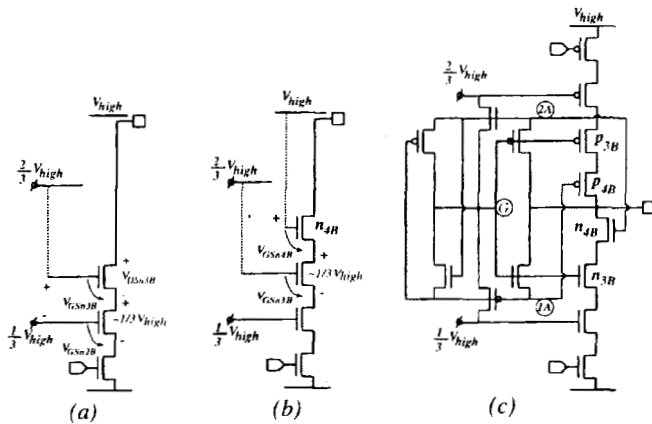 V_high
2/3 V_high
+
V_DSn3B
V_GSn3B
+
+
-
~1/3 V_high
1/3 V_high
V_GSn2B
-
(a)
V_high
2/3 V_high
+
n_4B
-
V_GSn4B
+
~1/3 V_high
V_GSn3B
-
1/3 V_high
(b)
V_high
2/3 V_high
2A
p_3B
p_4B
G
n_4B
n_3B
1A
1/3 V_high
(c)